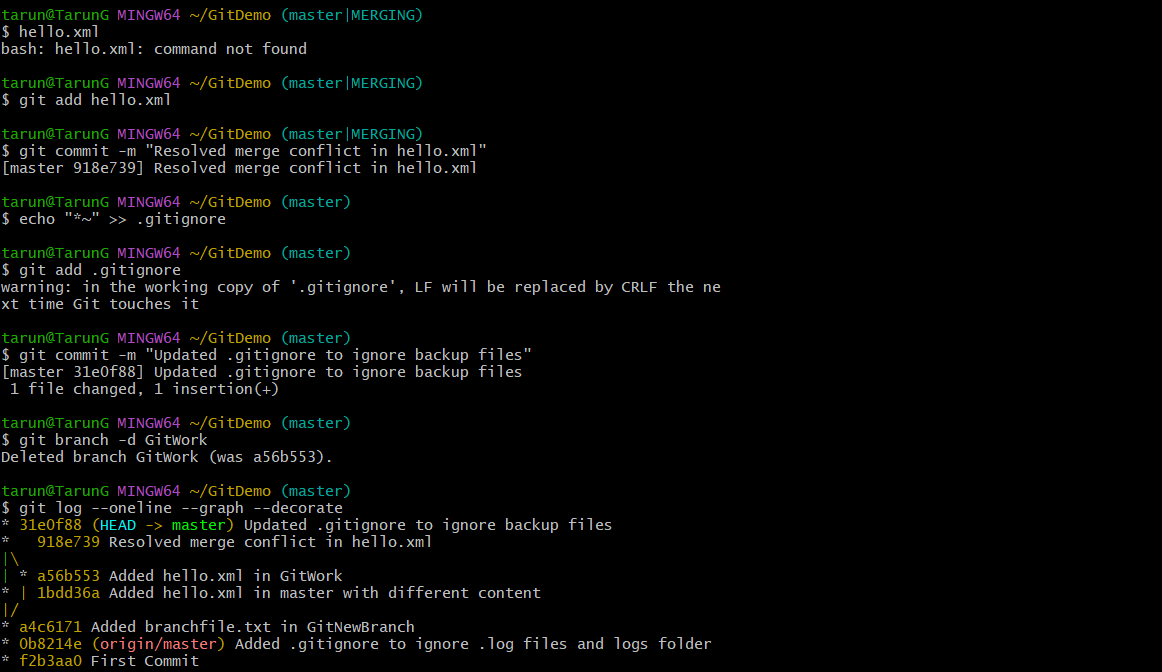 tarun@TarunG MINGW64 ~/GitDemo (master|MERGING)
$ hello.xml
bash: hello.xml: command not found
tarun@TarunG MINGW64 ~/GitDemo (master|MERGING)
$ git add hello.xml
tarun@TarunG MINGW64 ~/GitDemo (master|MERGING)
$ git commit -m "Resolved merge conflict in hello.xml"
[master 918e739] Resolved merge conflict in hello.xml
tarun@TarunG MINGW64 ~/GitDemo (master)
$ echo "*~" >> .gitignore
tarun@TarunG MINGW64 ~/GitDemo (master)
$ git add .gitignore
warning: in the working copy of '.gitignore', LF will be replaced by CRLF the ne
xt time Git touches it
tarun@TarunG MINGW64 ~/GitDemo (master)
$ git commit -m "Updated .gitignore to ignore backup files"
[master 31e0f88] Updated .gitignore to ignore backup files
 1 file changed, 1 insertion(+)
tarun@TarunG MINGW64 ~/GitDemo (master)
$ git branch -d GitWork
Deleted branch GitWork (was a56b553).
tarun@TarunG MINGW64 ~/GitDemo (master)
$ git log --oneline --graph --decorate
* 31e0f88 (HEAD -> master) Updated .gitignore to ignore backup files
*   918e739 Resolved merge conflict in hello.xml
|\
| * a56b553 Added hello.xml in GitWork
* | 1bdd36a Added hello.xml in master with different content
|/
* a4c6171 Added branchfile.txt in GitNewBranch
* 0b8214e (origin/master) Added .gitignore to ignore .log files and logs folder
* f2b3aa0 First Commit